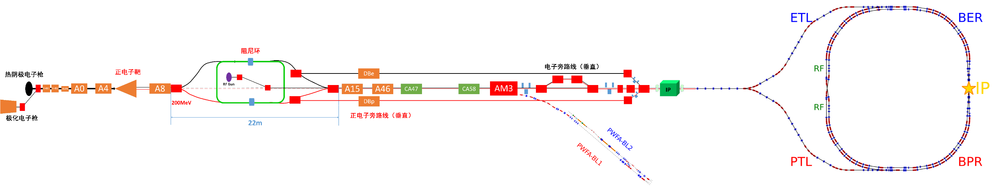 热阴极电子枪
极化电子枪
SHB1
SHB2
BUN
A0
A4
正电子靶
A8
200MeV
阻尼环
RF Gun
22m
DBe
A15
A46
CA47
CA58
AM3
DBp
正电子旁路线（垂直）
电子旁路线（垂直）
IP
PWFA-BL2
PWFA-BL1
ETL
BER
RF
IP
RF
PTL
BPR